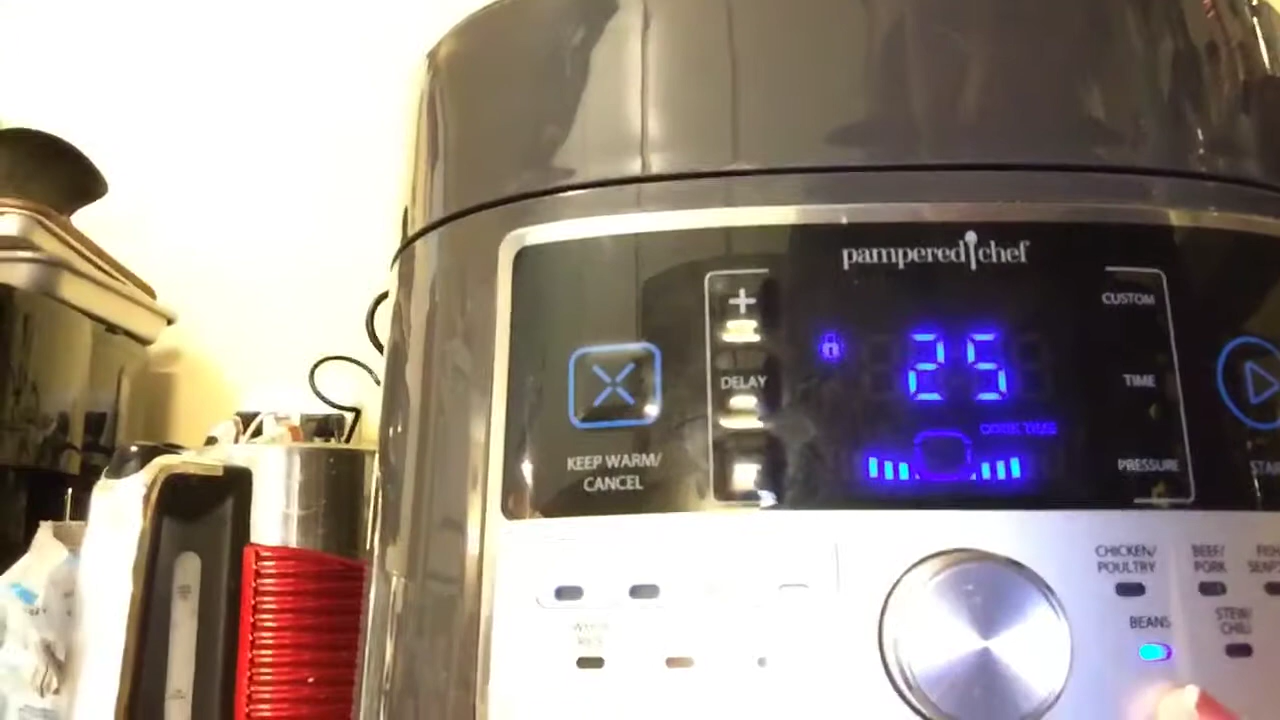 pampered chef
+
CUSTOM
25
DELAY
TIME
COOK TIME
KEEP WARM/
CANCEL
PRESSURE
CHICKEN/
POULTRY
BEEF/
PORK
BEANS
STEW/
CHILI